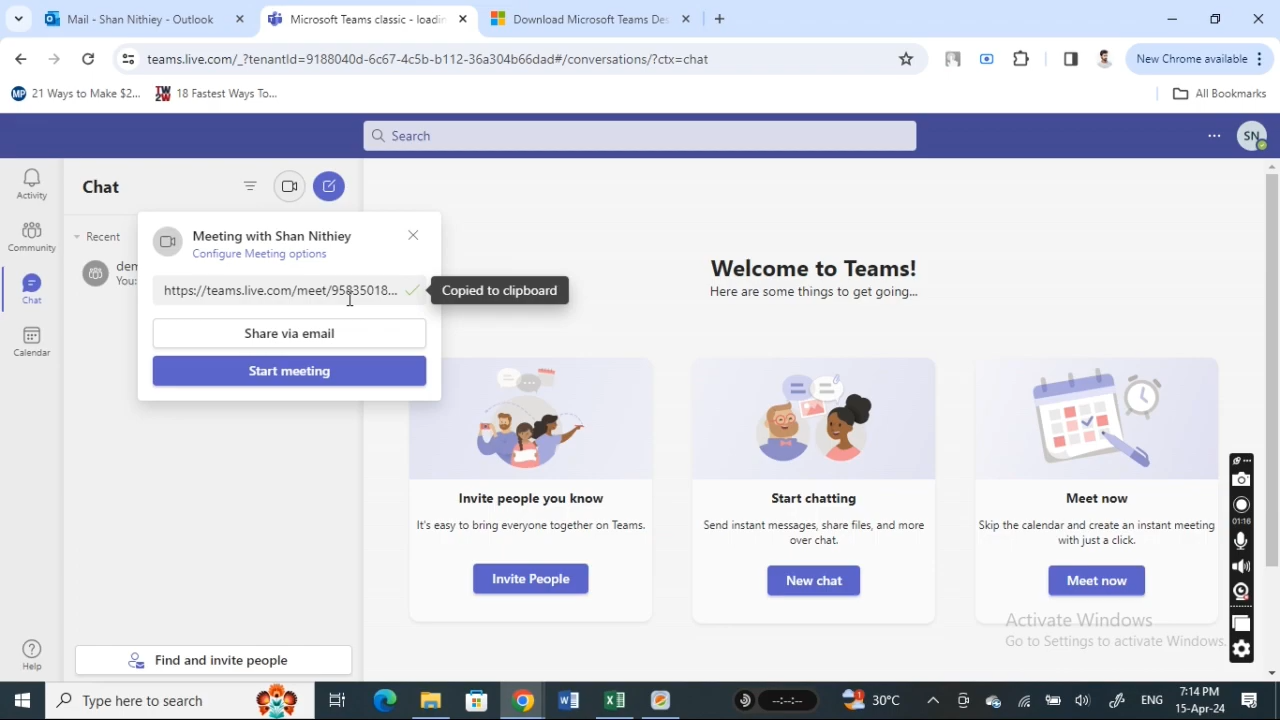 Mail - Shan Nithiey - Outlook
Microsoft Teams classic - loadin
Download Microsoft Teams Des
teams.live.com/_?tenantId=9188040d-6c67-4c5b-b112-36a304b66dad#/conversations/?ctx=chat
New Chrome available
21 Ways to Make $2...
18 Fastest Ways To...
All Bookmarks
Search
SN
Activity
Community
Chat
Calendar
Help
Chat
Recent
dem
You:
Meeting with Shan Nithiey
Configure Meeting options
https://teams.live.com/meet/95835018...
Copied to clipboard
Share via email
Start meeting
Find and invite people
Welcome to Teams!
Here are some things to get going...
Invite people you know
It's easy to bring everyone together on Teams.
Invite People
Start chatting
Send instant messages, share files, and more
over chat.
New chat
Meet now
Skip the calendar and create an instant meeting
with just a click.
Meet now
Activate Windows
Go to Settings to activate Windows.
01:16
Type here to search
--:--:--
1
30°C
ENG
7:14 PM
15-Apr-24